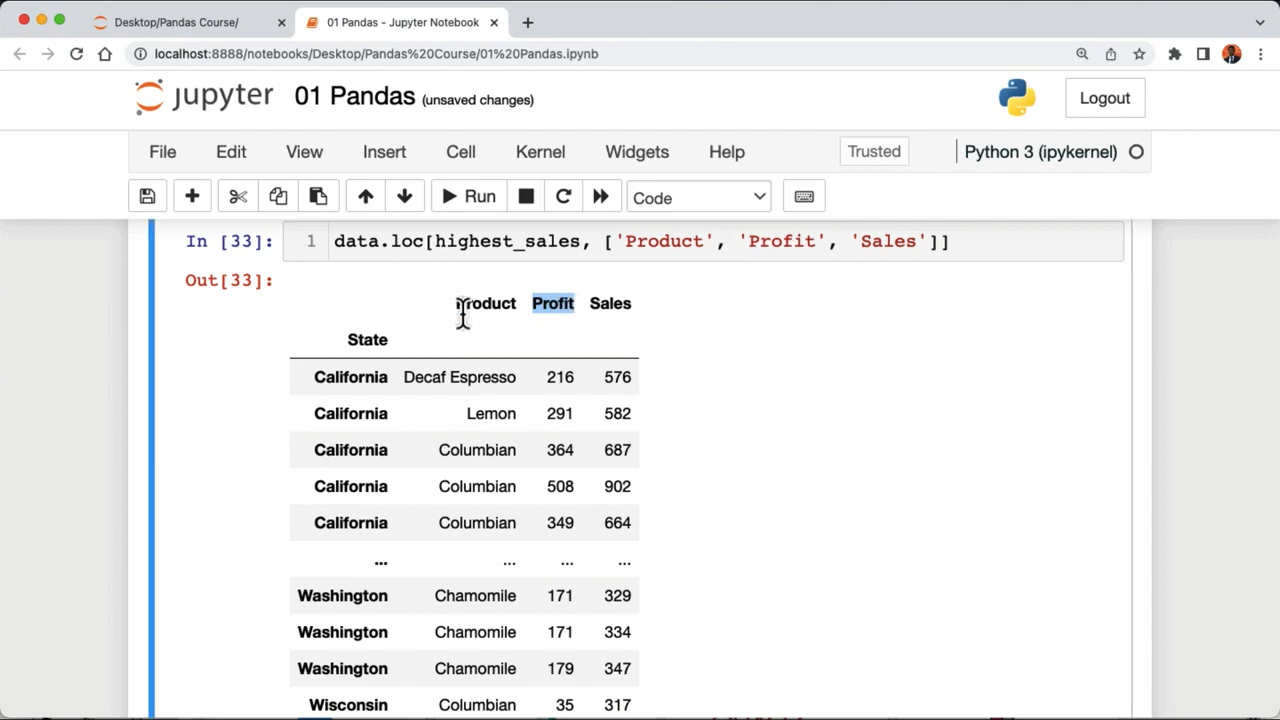 Desktop/Pandas Course/
01 Pandas - Jupyter Notebook
localhost:8888/notebooks/Desktop/Pandas%20Course/01%20Pandas.ipynb
jupyter 01 Pandas (unsaved changes)
Logout
File Edit View Insert Cell Kernel Widgets Help Trusted Python 3 (ipykernel)
Run Code
In [33]: 1 data.loc[highest_sales, ['Product', 'Profit', 'Sales']]
Out[33]:
Product Profit Sales
State
California Decaf Espresso 216 576
California Lemon 291 582
California Columbian 364 687
California Columbian 508 902
California Columbian 349 664
... ... ... ...
Washington Chamomile 171 329
Washington Chamomile 171 334
Washington Chamomile 179 347
Wisconsin Columbian 35 317